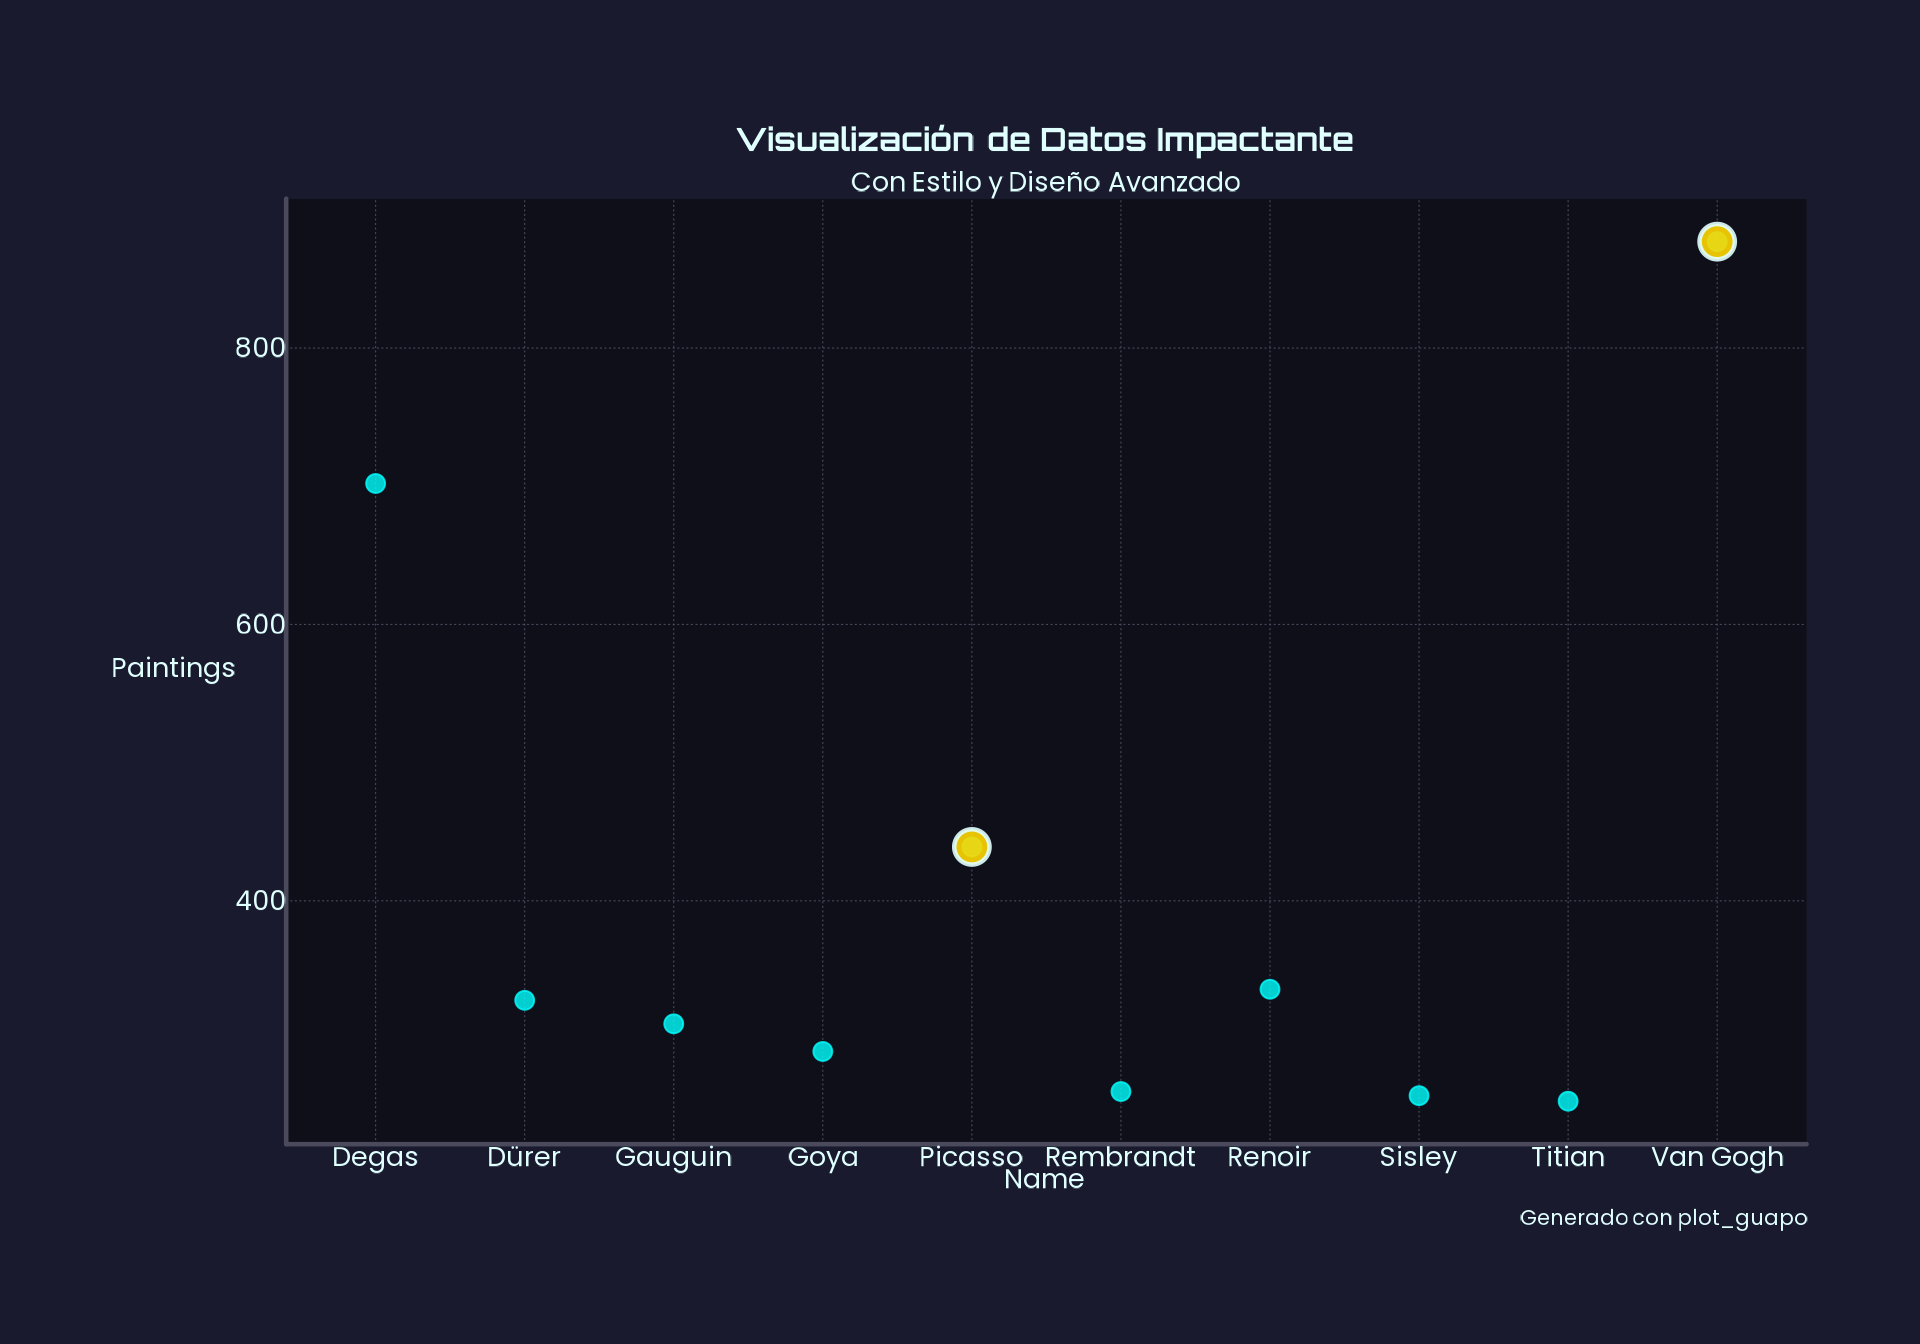 Visualización de Datos Impactante
Con Estilo y Diseño Avanzado
800
600
Paintings
400
Degas Dürer Gauguin Goya Picasso Rembrandt Renoir Sisley Titian Van Gogh
Name
Generado con plot_guapo